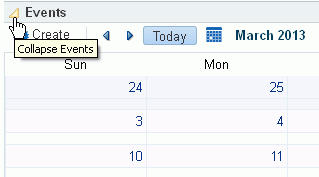 Events
Create
Today
March 2013
Collapse Events
Sun
Mon
24
25
3
4
10
11